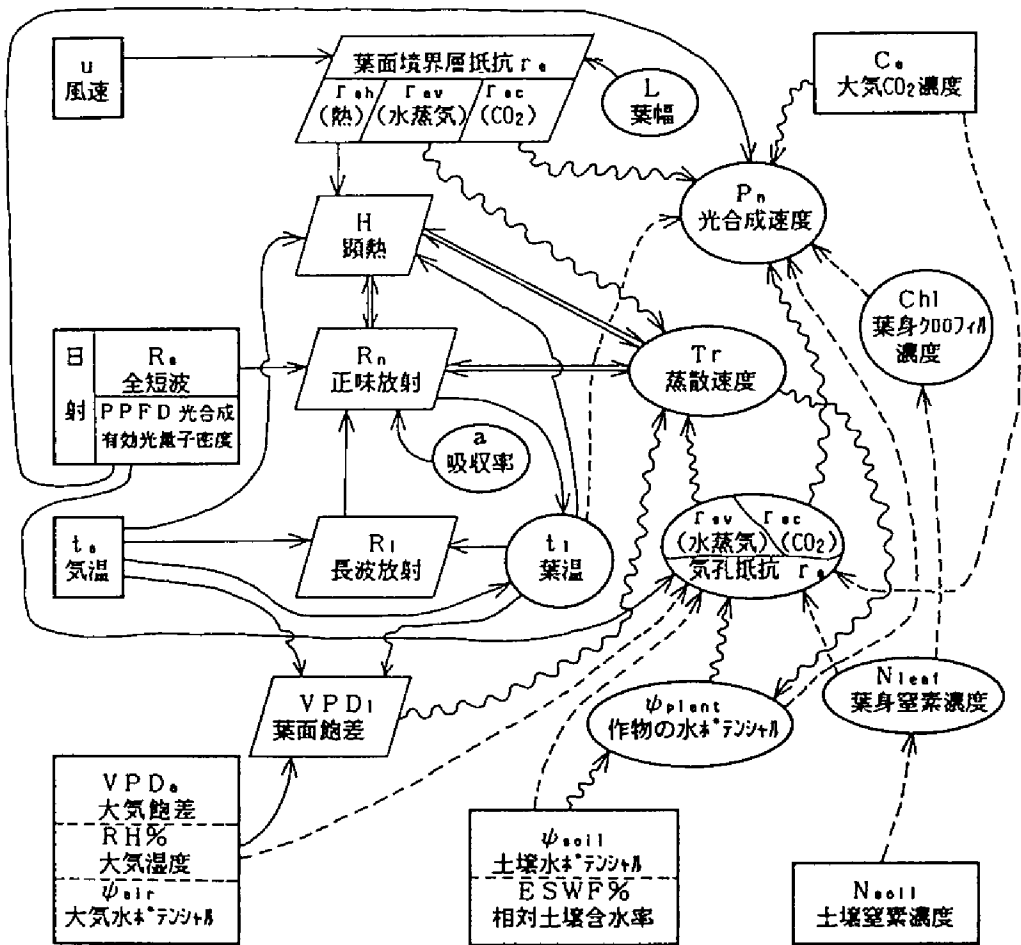 u
風速
葉面境界層抵抗 ra
rah
(熱)
rav
(水蒸気)
rac
(CO₂)
L
葉幅
Ca
大気CO₂濃度
Pn
光合成速度
H
顕熱
Chl
葉身クロロフィル
濃度
日射
Rs
全短波
PPFD 光合成
有効光量子密度
Rn
正味放射
Tr
蒸散速度
a
吸収率
ta
気温
Rl
長波放射
tl
葉温
rsv
(水蒸気)
rsc
(CO₂)
気孔抵抗 rs
VPDl
葉面飽差
ψplant
作物の水ポテンシャル
Nleaf
葉身窒素濃度
VPDa
大気飽差
RH%
大気湿度
ψair
大気水ポテンシャル
ψsoil
土壌水ポテンシャル
ESWF%
相対土壌含水率
Nsoil
土壌窒素濃度